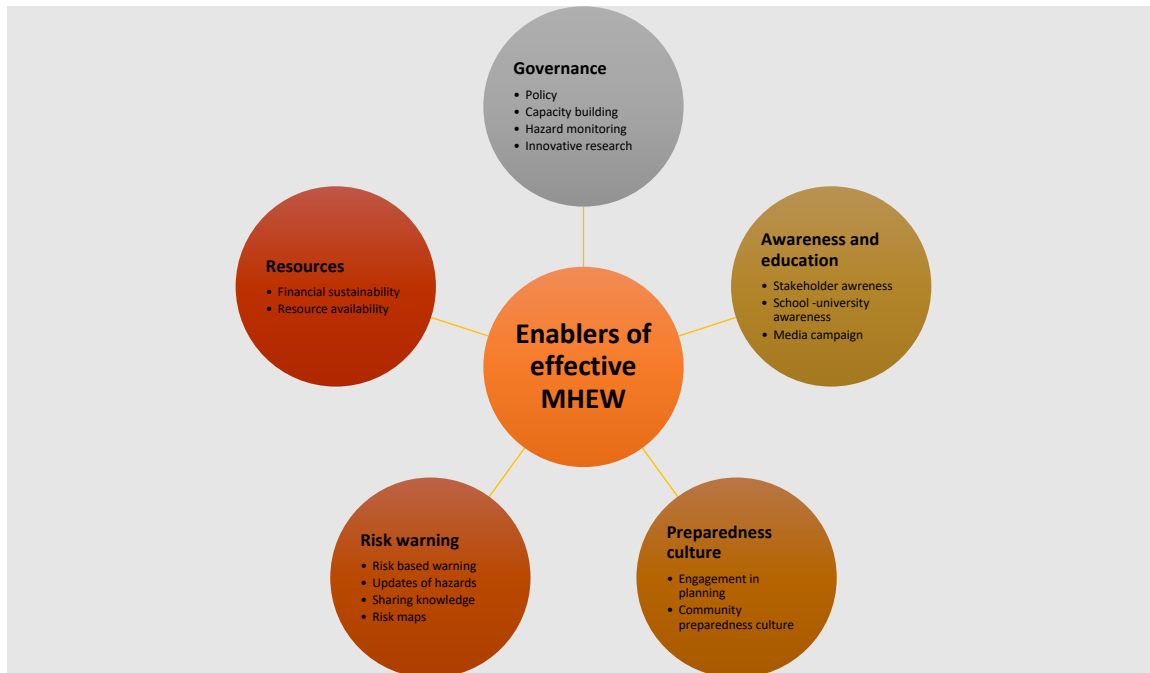 Governance
• Policy
• Capacity building
• Hazard monitoring
• Innovative research
Awareness and
education
• Stakeholder awreness
• School -university
awareness
• Media campaign
Resources
• Financial sustainability
• Resource availability
Enablers of
effective
MHEW
Risk warning
• Risk based warning
• Updates of hazards
• Sharing knowledge
• Risk maps
Preparedness
culture
• Engagement in
planning
• Community
preparedness culture